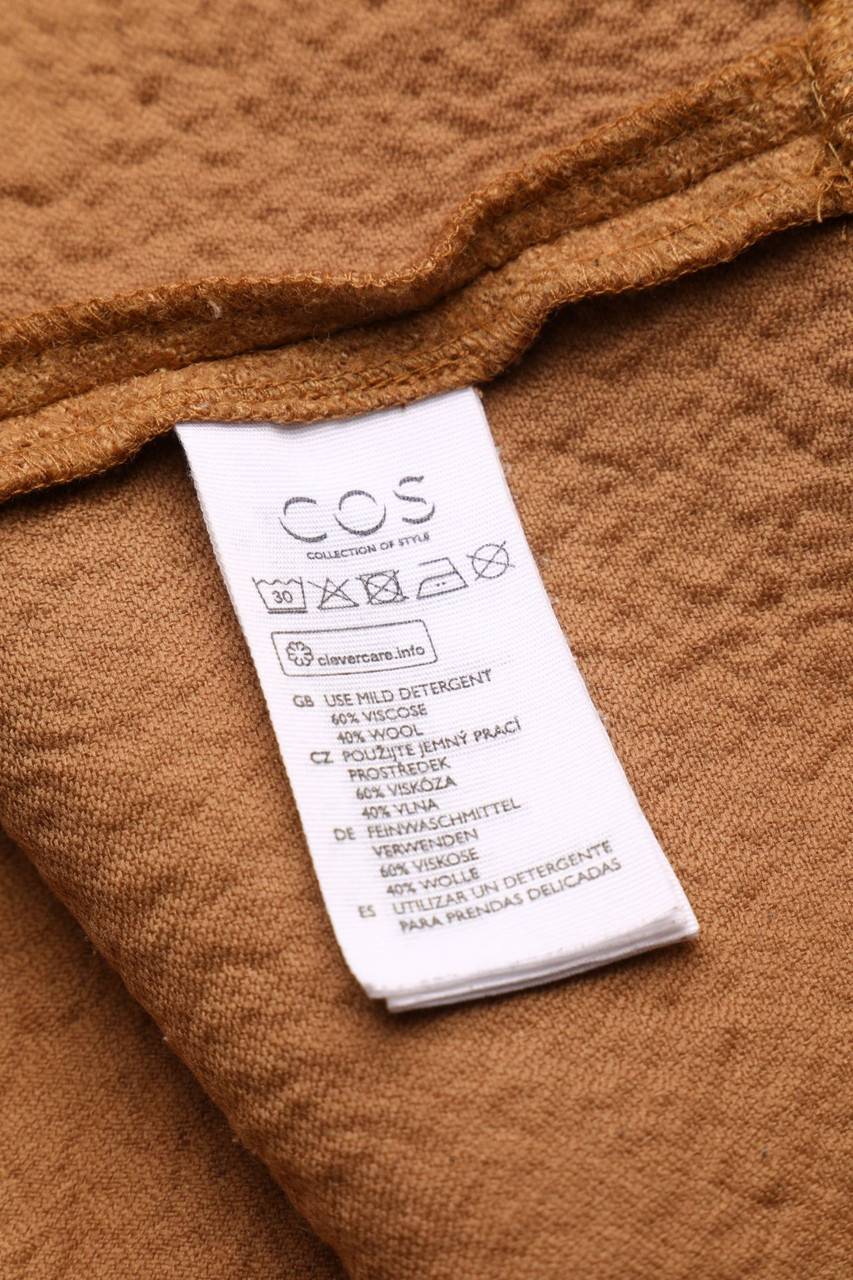 COS
COLLECTION OF STYLE
30
clevercare.info
GB USE MILD DETERGENT
60% VISCOSE
40% WOOL
CZ POUŽIJTE JEMNÝ PRACÍ
PROSTŘEDEK
60% VISKÓZA
40% VLNA
DE FEINWASCHMITTEL
VERWENDEN
60% VISKOSE
40% WOLLE
ES UTILIZAR UN DETERGENTE
PARA PRENDAS DELICADAS